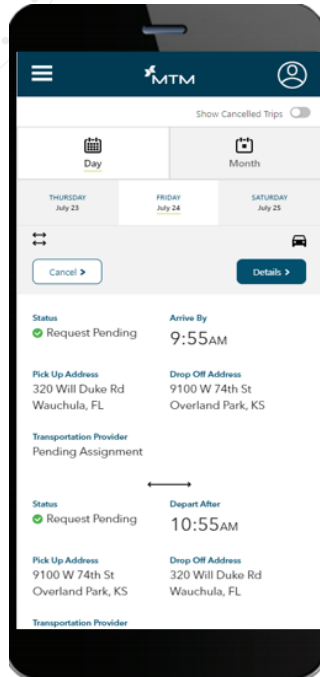 MTM
Show Cancelled Trips
Day
Month
THURSDAY
July 23
FRIDAY
July 24
SATURDAY
July 25
Cancel >
Details >
Status
Request Pending
Arrive By
9:55AM
Pick Up Address
320 Will Duke Rd
Wauchula, FL
Drop Off Address
9100 W 74th St
Overland Park, KS
Transportation Provider
Pending Assignment
Status
Request Pending
Depart After
10:55AM
Pick Up Address
9100 W 74th St
Overland Park, KS
Drop Off Address
320 Will Duke Rd
Wauchula, FL
Transportation Provider